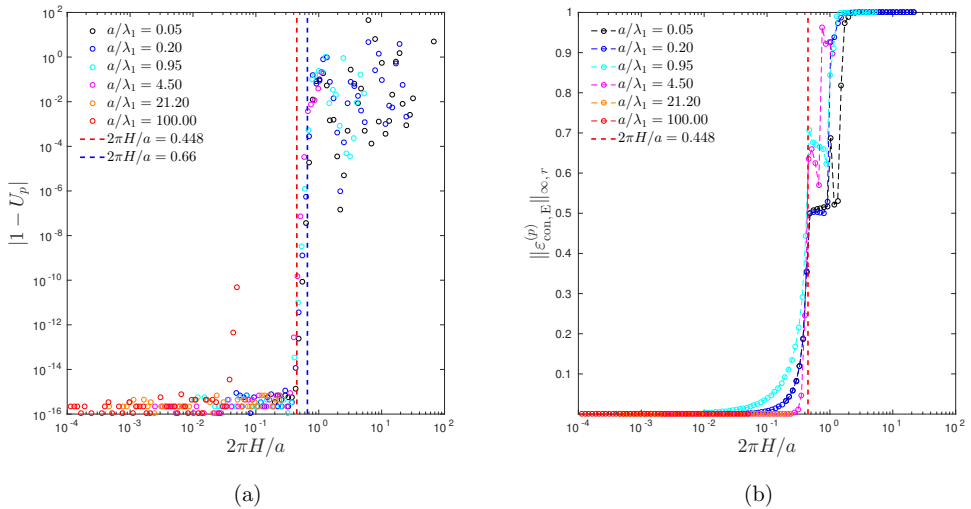 |1 − U_p|
10^2
10^0
10^−2
10^−4
10^−6
10^−8
10^−10
10^−12
10^−14
10^−16
a/λ_1 = 0.05
a/λ_1 = 0.20
a/λ_1 = 0.95
a/λ_1 = 4.50
a/λ_1 = 21.20
a/λ_1 = 100.00
2πH/a = 0.448
2πH/a = 0.66
10^−4 10^−3 10^−2 10^−1 10^0 10^1 10^2
2πH/a
(a)
||ε^(p)_con, E||_∞,r
1
0.9
0.8
0.7
0.6
0.5
0.4
0.3
0.2
0.1
a/λ_1 = 0.05
a/λ_1 = 0.20
a/λ_1 = 0.95
a/λ_1 = 4.50
a/λ_1 = 21.20
a/λ_1 = 100.00
2πH/a = 0.448
10^−4 10^−3 10^−2 10^−1 10^0 10^1 10^2
2πH/a
(b)